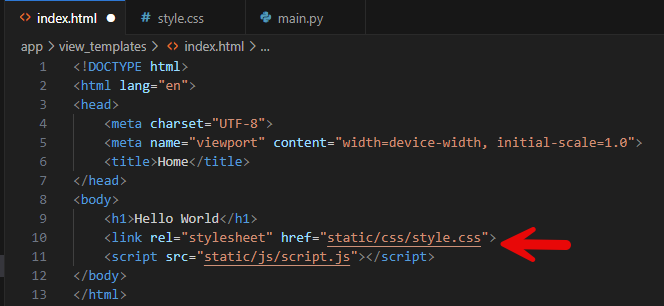 index.html
style.css
main.py
app > view_templates > index.html > ...
1 <!DOCTYPE html>
2 <html lang="en">
3 <head>
4     <meta charset="UTF-8">
5     <meta name="viewport" content="width=device-width, initial-scale=1.0">
6     <title>Home</title>
7 </head>
8 <body>
9     <h1>Hello World</h1>
10     <link rel="stylesheet" href="static/css/style.css">
11     <script src="static/js/script.js"></script>
12 </body>
13 </html>